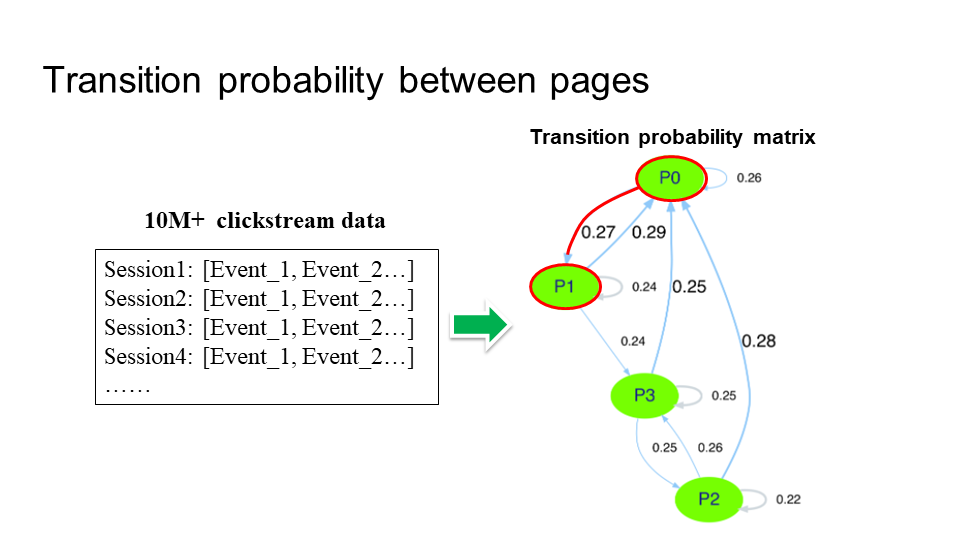 Transition probability between pages
Transition probability matrix
10M+ clickstream data
Session1: [Event_1, Event_2…]
Session2: [Event_1, Event_2…]
Session3: [Event_1, Event_2…]
Session4: [Event_1, Event_2…]
……
P0
0.26
0.27
0.29
P1
0.24
0.25
0.24
0.28
P3
0.25
0.25
0.26
P2
0.22